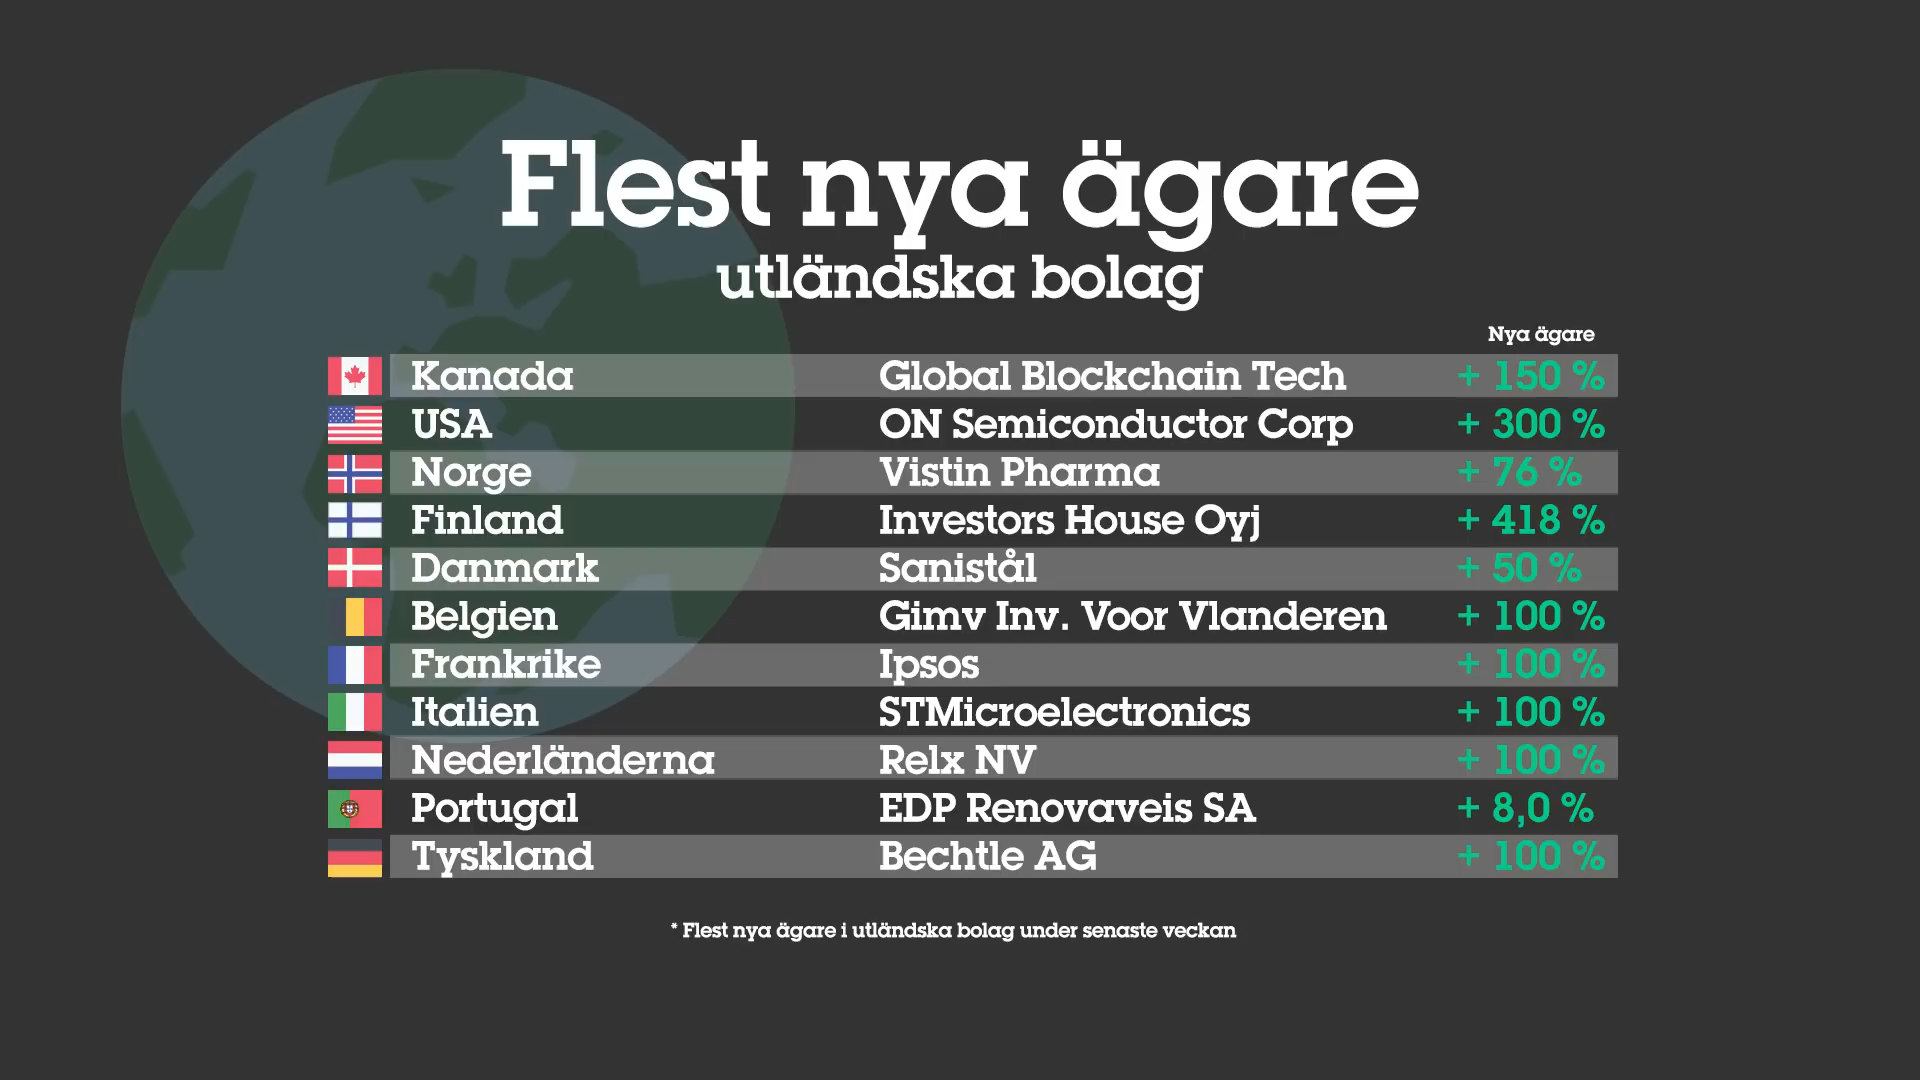 Flest nya ägare
utländska bolag
Nya ägare
Kanada Global Blockchain Tech + 150 %
USA ON Semiconductor Corp + 300 %
Norge Vistin Pharma + 76 %
Finland Investors House Oyj + 418 %
Danmark Sanistål + 50 %
Belgien Gimv Inv. Voor Vlanderen + 100 %
Frankrike Ipsos + 100 %
Italien STMicroelectronics + 100 %
Nederländerna Relx NV + 100 %
Portugal EDP Renovaveis SA + 8,0 %
Tyskland Bechtle AG + 100 %
* Flest nya ägare i utländska bolag under senaste veckan